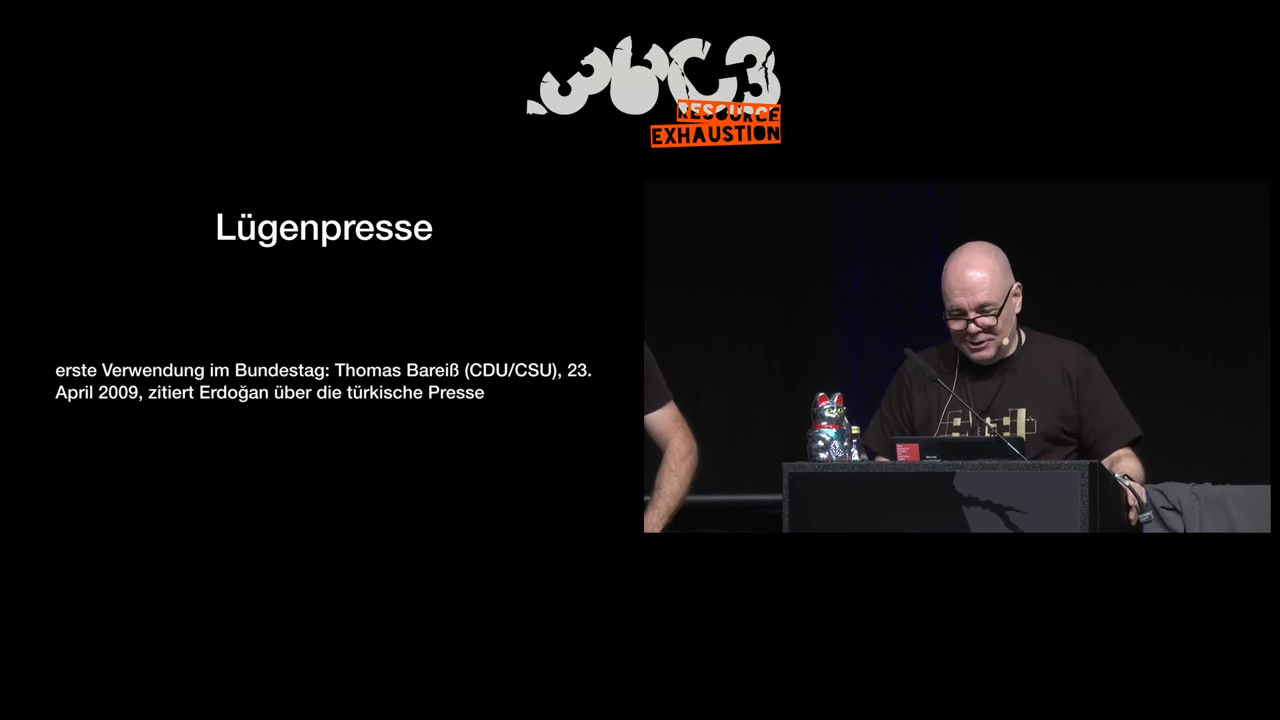 36C3
RESOURCE
EXHAUSTION
Lügenpresse
erste Verwendung im Bundestag: Thomas Bareiß (CDU/CSU), 23.
April 2009, zitiert Erdoğan über die türkische Presse